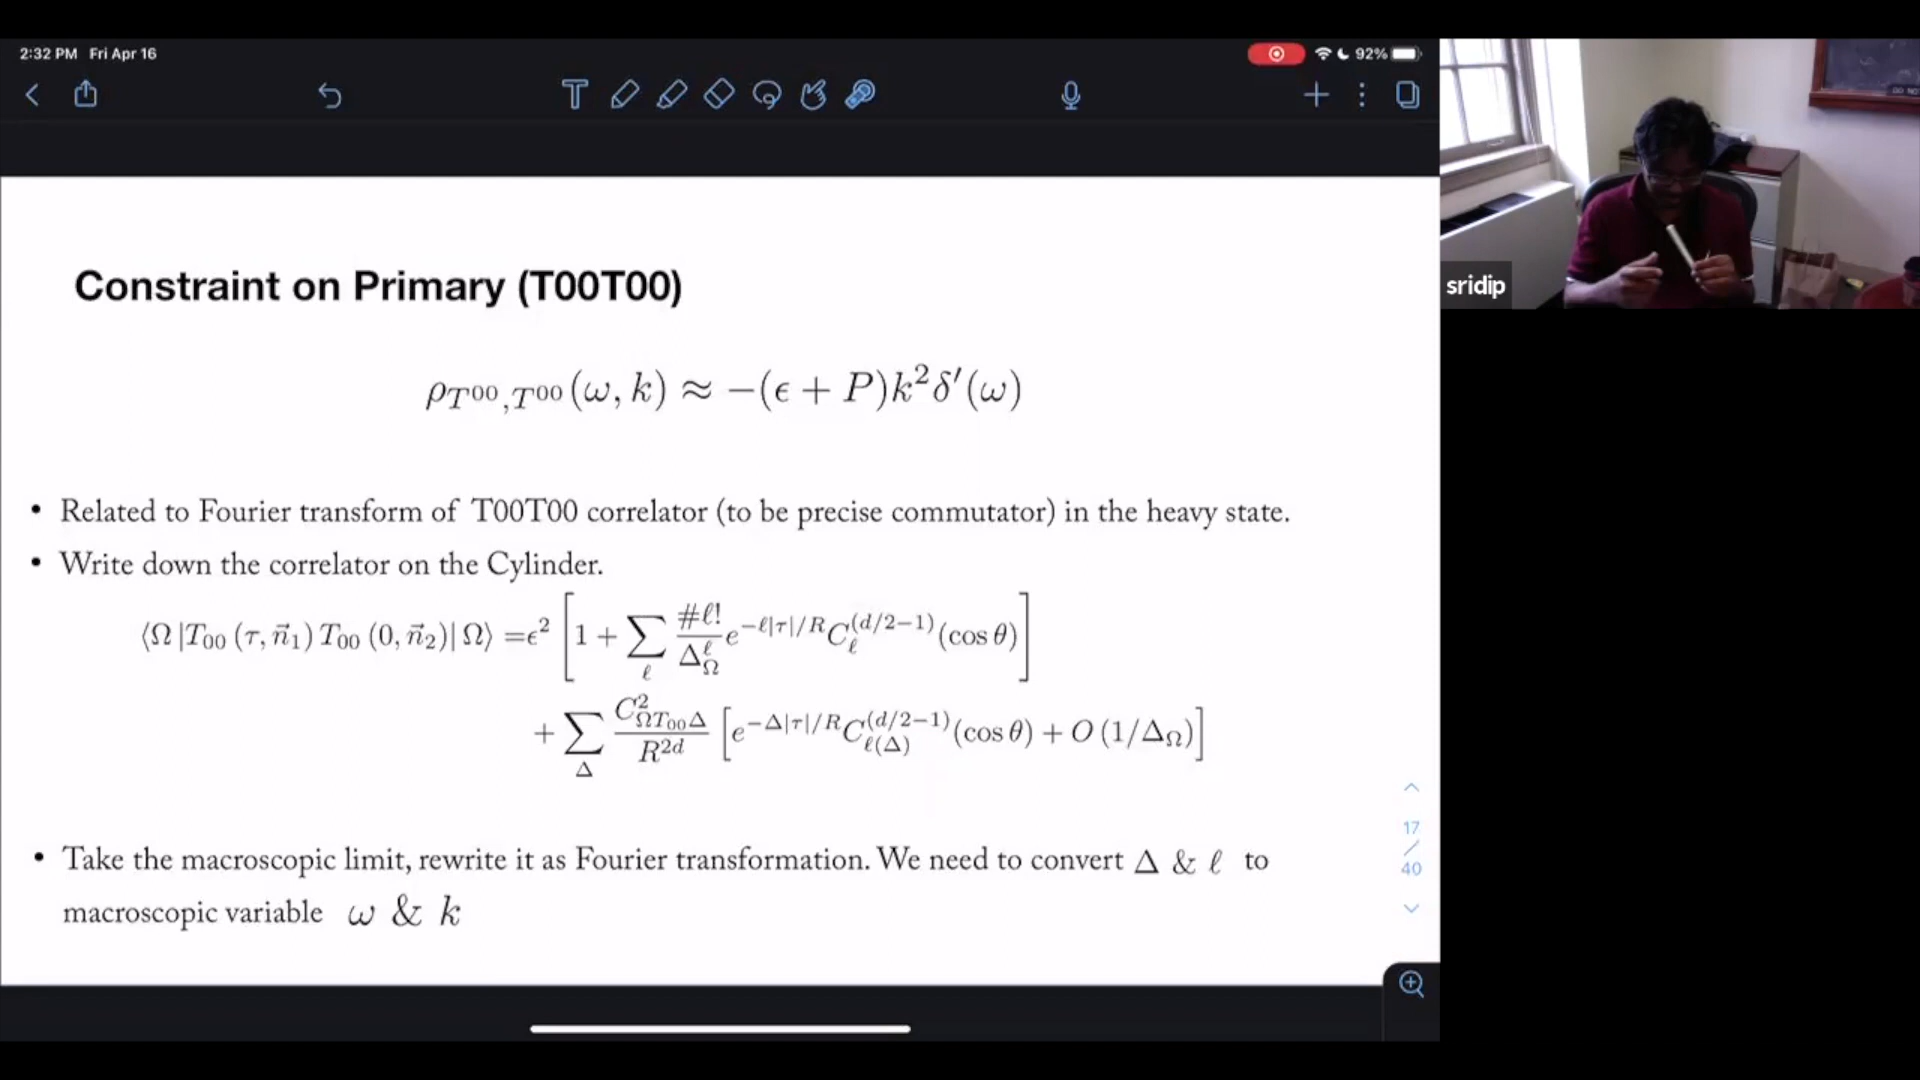 2:32 PM Fri Apr 16
92%
Constraint on Primary (T00T00)
ρ_{T^{00},T^{00}}(ω, k) ≈ −(ϵ + P)k²δ′(ω)
• Related to Fourier transform of T00T00 correlator (to be precise commutator) in the heavy state.
• Write down the correlator on the Cylinder.
⟨Ω |T₀₀ (τ, n⃗₁) T₀₀ (0, n⃗₂)| Ω⟩ =ϵ² [1 + ∑_ℓ \frac{#ℓ!}{Δ_Ω^ℓ} e^{−ℓ|τ|/R} C_ℓ^{(d/2−1)}(cos θ)]
+ ∑_Δ \frac{C²_{ΩT₀₀Δ}}{R^{2d}} [e^{−Δ|τ|/R} C_{ℓ(Δ)}^{(d/2−1)}(cos θ) + O (1/Δ_Ω)]
• Take the macroscopic limit, rewrite it as Fourier transformation. We need to convert Δ & ℓ to
macroscopic variable ω & k
17
/
40
sridip